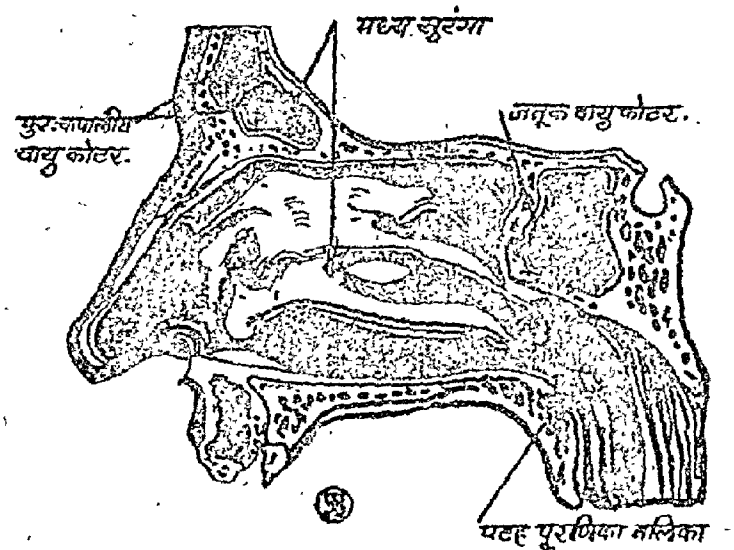 मध्य सुरंगा
पुरःकपालीय
वायु कोटर.
जतूक वायु कोटर.
पटह पूरणिका नलिका